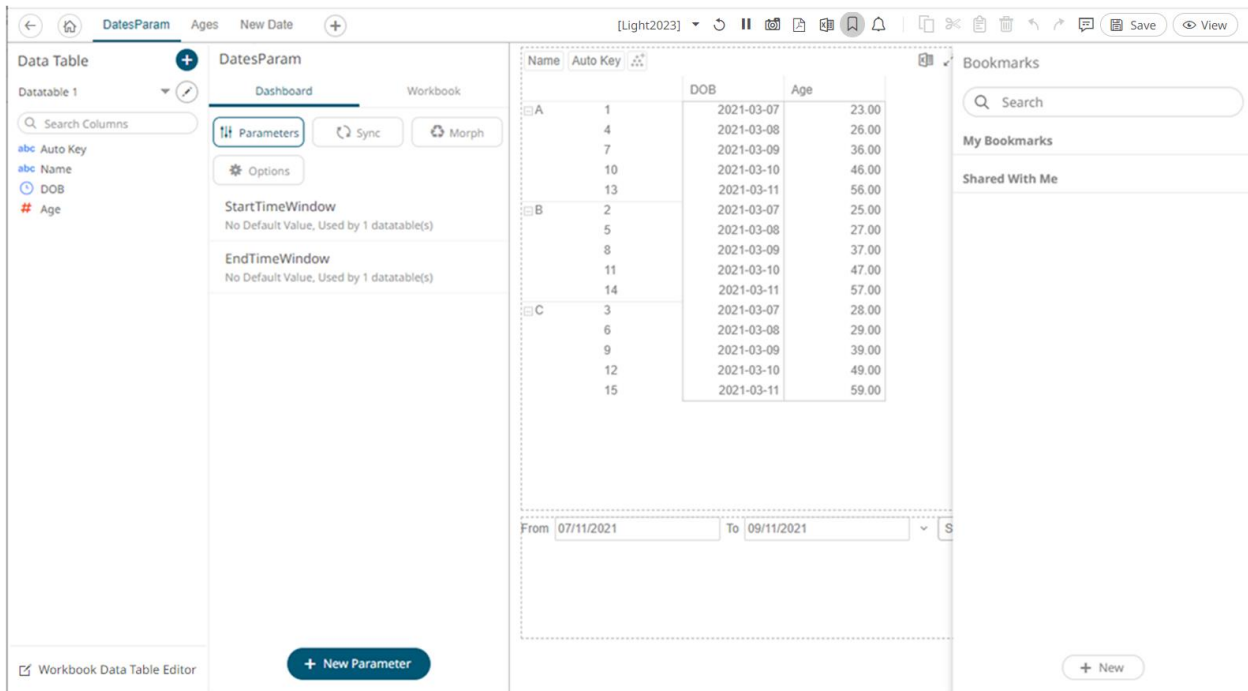 DatesParam Ages New Date [Light2023] Save View
Data Table
Datatable 1
Search Columns
abc Auto Key
abc Name
DOB
# Age
Workbook Data Table Editor
DatesParam
Dashboard Workbook
Parameters Sync Morph
Options
StartTimeWindow
No Default Value, Used by 1 datatable(s)
EndTimeWindow
No Default Value, Used by 1 datatable(s)
+ New Parameter
Name Auto Key
DOB Age
A 1 2021-03-07 23.00
4 2021-03-08 26.00
7 2021-03-09 36.00
10 2021-03-10 46.00
13 2021-03-11 56.00
B 2 2021-03-07 25.00
5 2021-03-08 27.00
8 2021-03-09 37.00
11 2021-03-10 47.00
14 2021-03-11 57.00
C 3 2021-03-07 28.00
6 2021-03-08 29.00
9 2021-03-09 39.00
12 2021-03-10 49.00
15 2021-03-11 59.00
From 07/11/2021 To 09/11/2021 S
Bookmarks
Search
My Bookmarks
Shared With Me
+ New